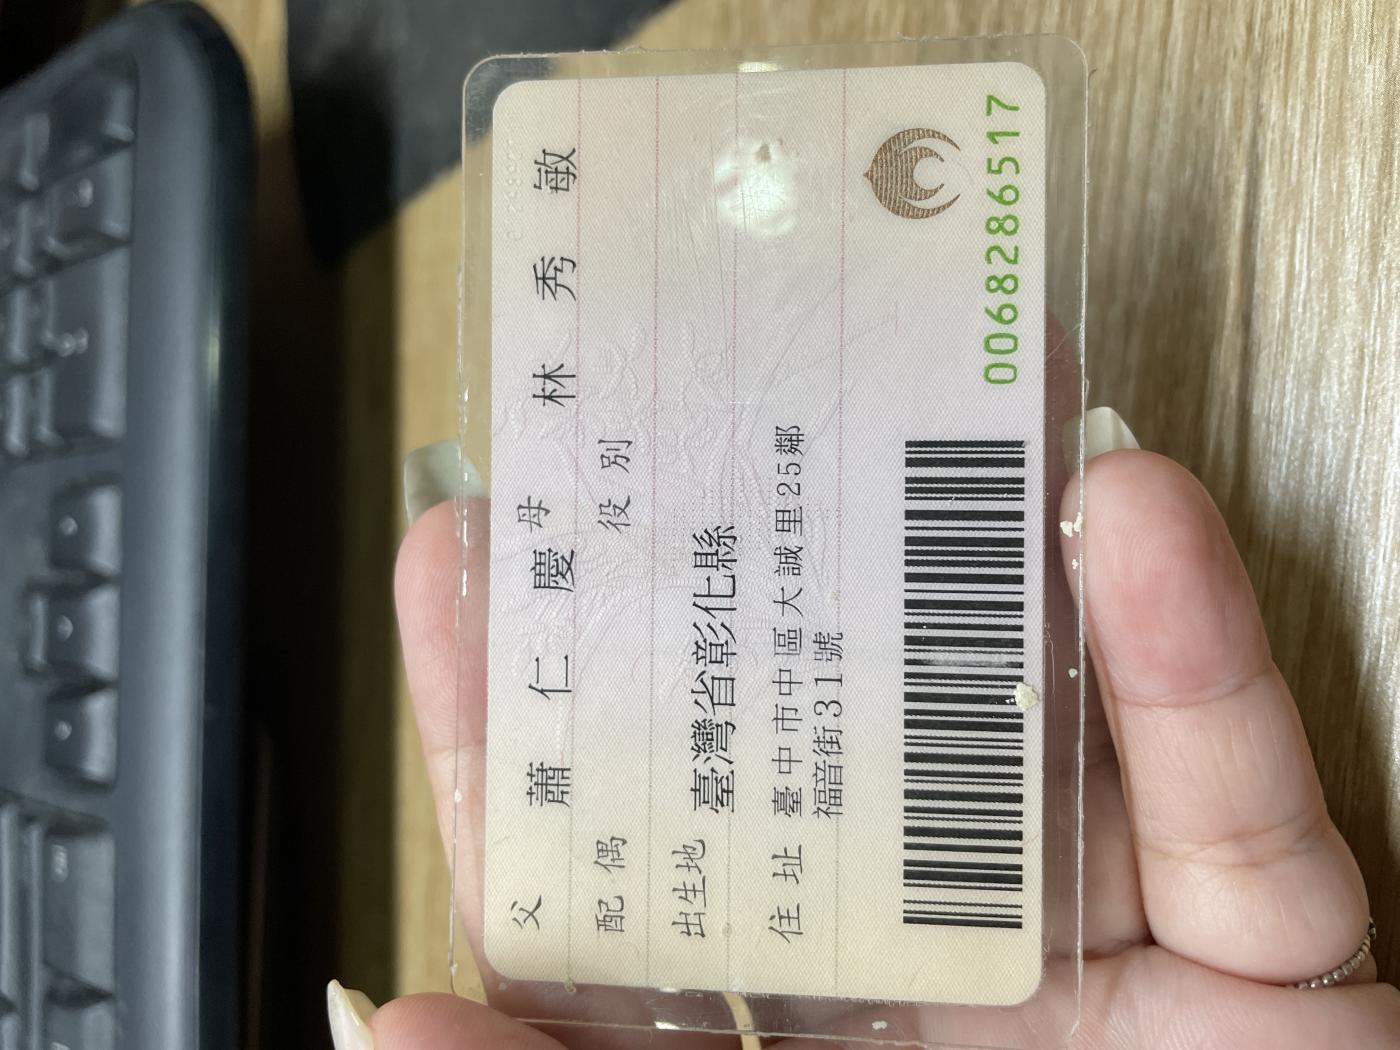 父 蕭仁慶 母 林秀敏
配偶 役別
出生地 臺灣省彰化縣
住址 臺中市中區大誠里25鄰
福音街31號
0068286517